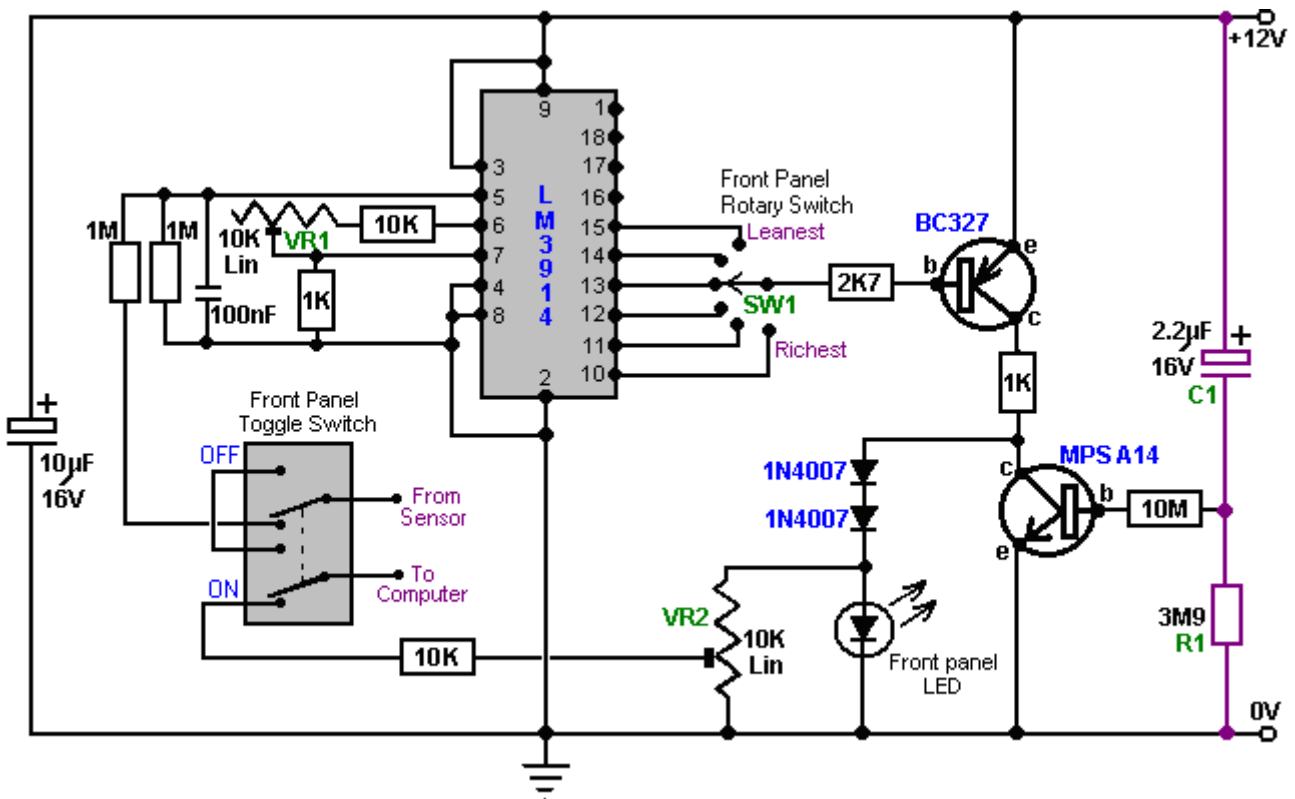 +12V
9
1
18
17
16
15
14
13
12
11
10
3
5
6
7
4
8
2
L
M
3
9
1
4
1M
1M
10K
Lin
VR1
10K
100nF
1K
Front Panel
Rotary Switch
Leanest
SW1
Richest
2K7
BC327
b
e
c
1K
2.2µF
16V
+
C1
+
10µF
16V
Front Panel
Toggle Switch
OFF
From
Sensor
ON
To
Computer
1N4007
1N4007
MPS A14
c
b
e
10M
VR2
10K
Lin
10K
Front panel
LED
3M9
R1
0V